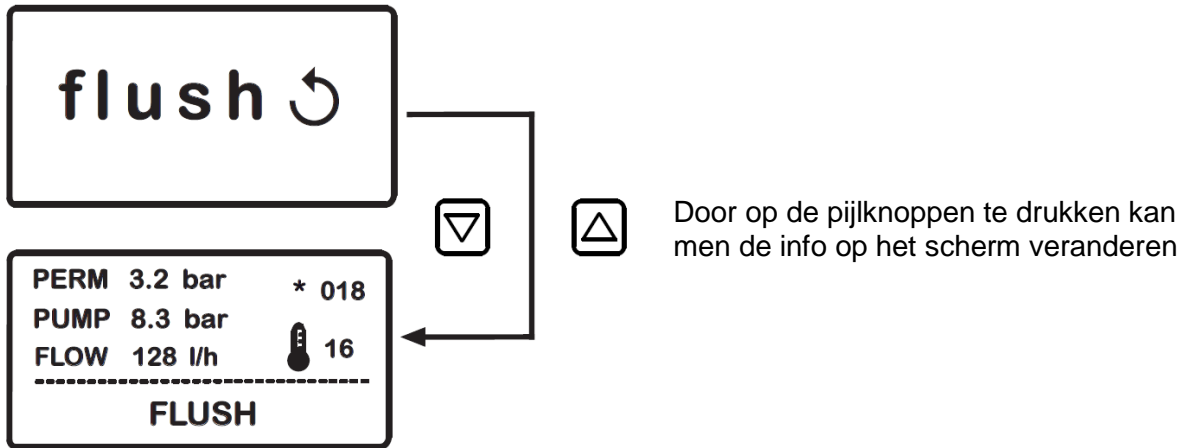 flush
Door op de pijlknoppen te drukken kan
men de info op het scherm veranderen
PERM 3.2 bar * 018
PUMP 8.3 bar
FLOW 128 l/h 16
FLUSH